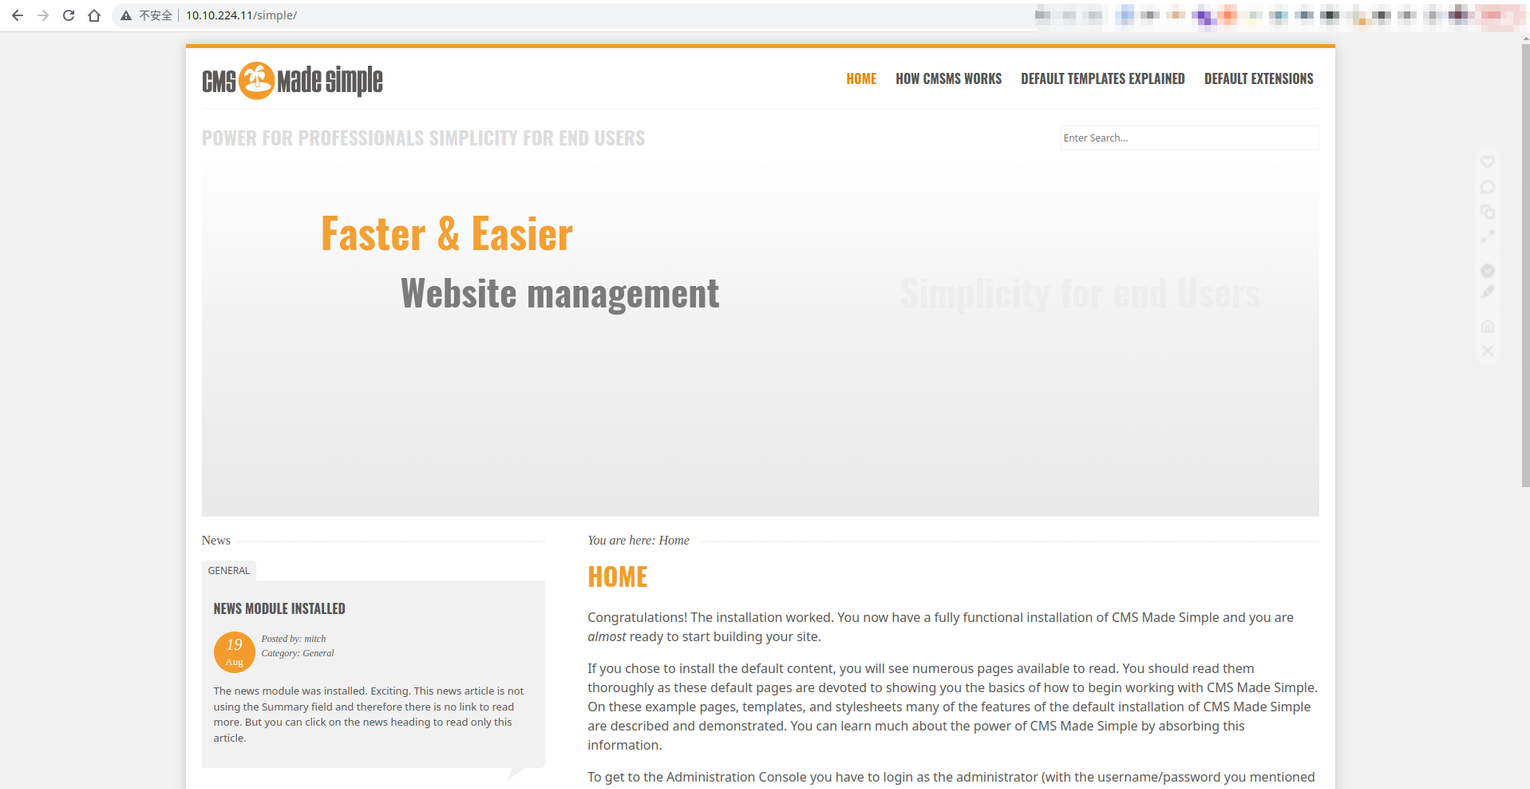 不安全 10.10.224.11/simple/
CMS Made Simple
HOME HOW CMSMS WORKS DEFAULT TEMPLATES EXPLAINED DEFAULT EXTENSIONS
POWER FOR PROFESSIONALS SIMPLICITY FOR END USERS
Enter Search...
Faster & Easier
Website management
Simplicity for end Users
News
GENERAL
NEWS MODULE INSTALLED
19
Aug
Posted by: mitch
Category: General
The news module was installed. Exciting. This news article is not
using the Summary field and therefore there is no link to read
more. But you can click on the news heading to read only this
article.
You are here: Home
HOME
Congratulations! The installation worked. You now have a fully functional installation of CMS Made Simple and you are
almost ready to start building your site.
If you chose to install the default content, you will see numerous pages available to read. You should read them
thoroughly as these default pages are devoted to showing you the basics of how to begin working with CMS Made Simple.
On these example pages, templates, and stylesheets many of the features of the default installation of CMS Made Simple
are described and demonstrated. You can learn much about the power of CMS Made Simple by absorbing this
information.
To get to the Administration Console you have to login as the administrator (with the username/password you mentioned